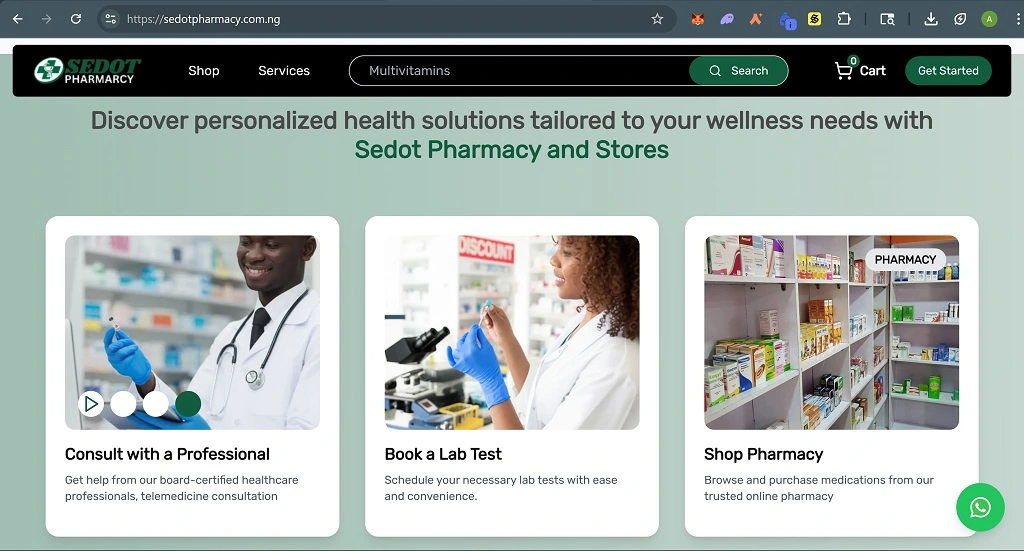 https://sedotpharmacy.com.ng
A
SEDOT
PHARMARCY
Shop
Services
Multivitamins
Search
0
Cart
Get Started
Discover personalized health solutions tailored to your wellness needs with
Sedot Pharmacy and Stores
DISCOUNT
PHARMACY
Consult with a Professional
Get help from our board-certified healthcare
professionals, telemedicine consultation
Book a Lab Test
Schedule your necessary lab tests with ease
and convenience.
Shop Pharmacy
Browse and purchase medications from our
trusted online pharmacy